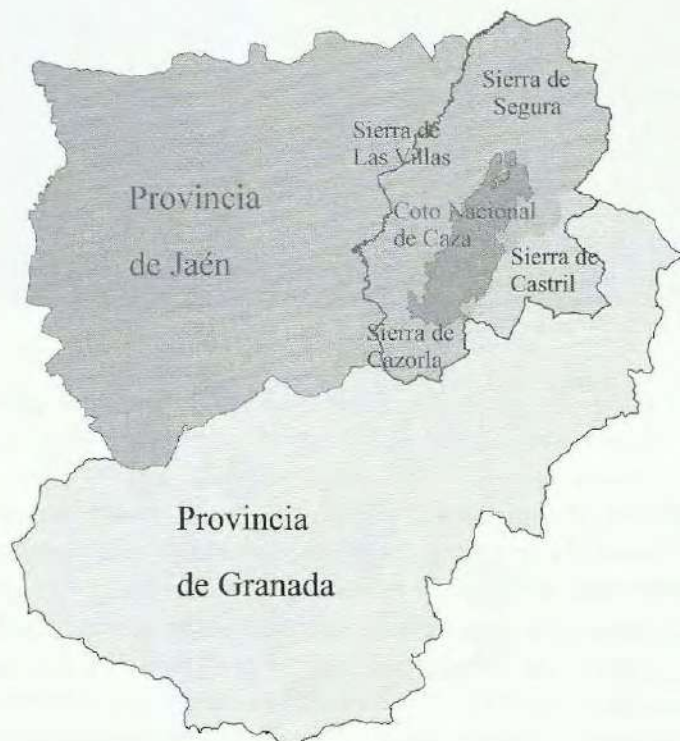 Sierra de
Segura
Sierra de
Las Villas
Provincia
de Jaén
Coto Nacional
de Caza
Sierra de
Castril
Sierra de
Cazorla
Provincia
de Granada